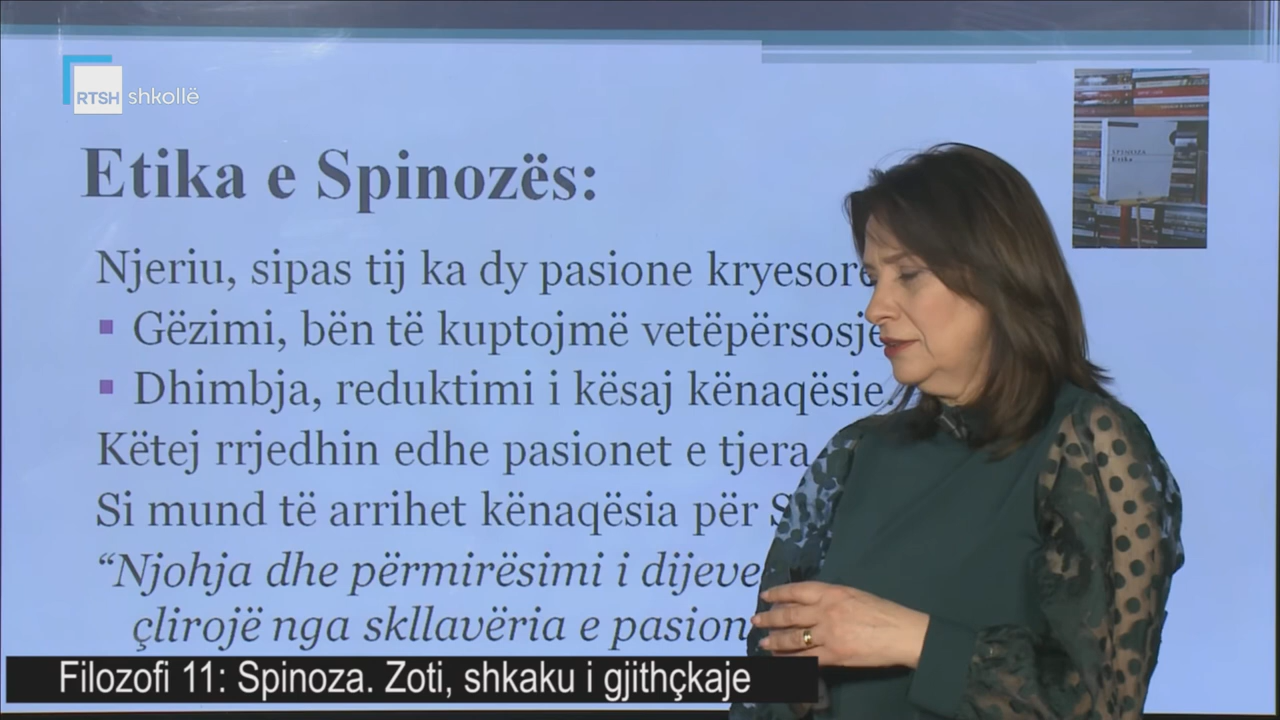 RTSH shkollë
SPINOZA
Etika
Etika e Spinozës:
Njeriu, sipas tij ka dy pasione kryesore
Gëzimi, bën të kuptojmë vetëpërsosje
Dhimbja, reduktimi i kësaj kënaqësie.
Këtej rrjedhin edhe pasionet e tjera
Si mund të arrihet kënaqësia për S
“Njohja dhe përmirësimi i dijeve
çlirojë nga skllavëria e pasion
Filozofi 11: Spinoza. Zoti, shkaku i gjithçkaje